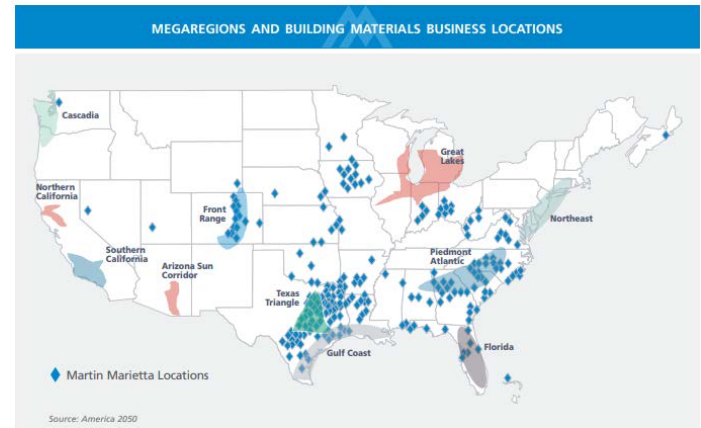 MEGAREGIONS AND BUILDING MATERIALS BUSINESS LOCATIONS
Cascadia
Great
Lakes
Northern
California
Front
Range
Northeast
Southern
California
Piedmont
Atlantic
Arizona Sun
Corridor
Texas
Triangle
Gulf Coast
Florida
Martin Marietta Locations
Source: America 2050